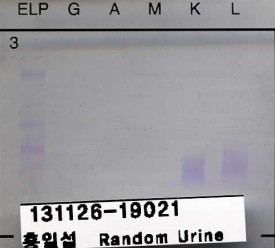 ELP G A M K L
3
131126-19021
홍일섭 Random Urine